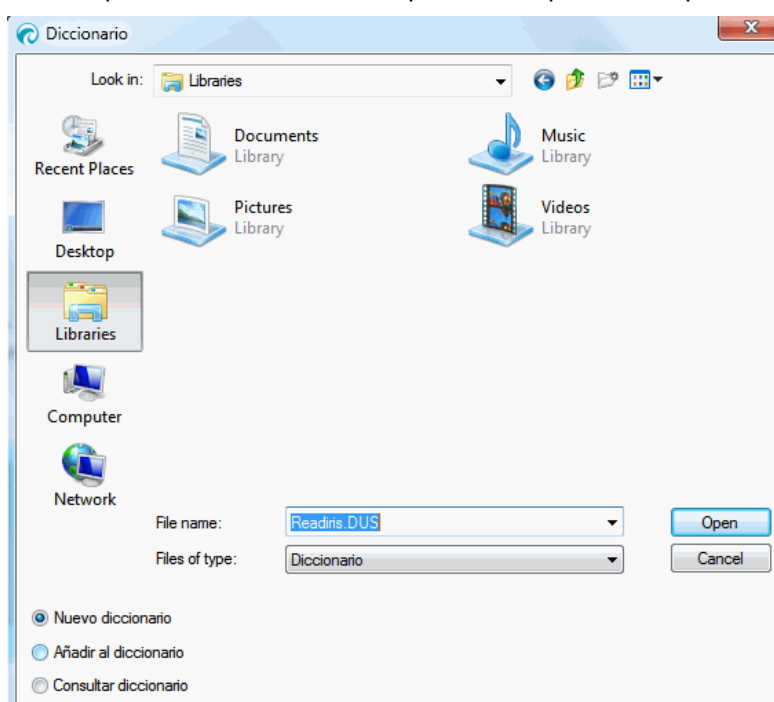 Diccionario
Look in: Libraries
Recent Places
Desktop
Libraries
Computer
Network
Documents
Library
Music
Library
Pictures
Library
Videos
Library
File name: Readiris.DUS
Open
Files of type: Diccionario
Cancel
Nuevo diccionario
Añadir al diccionario
Consultar diccionario